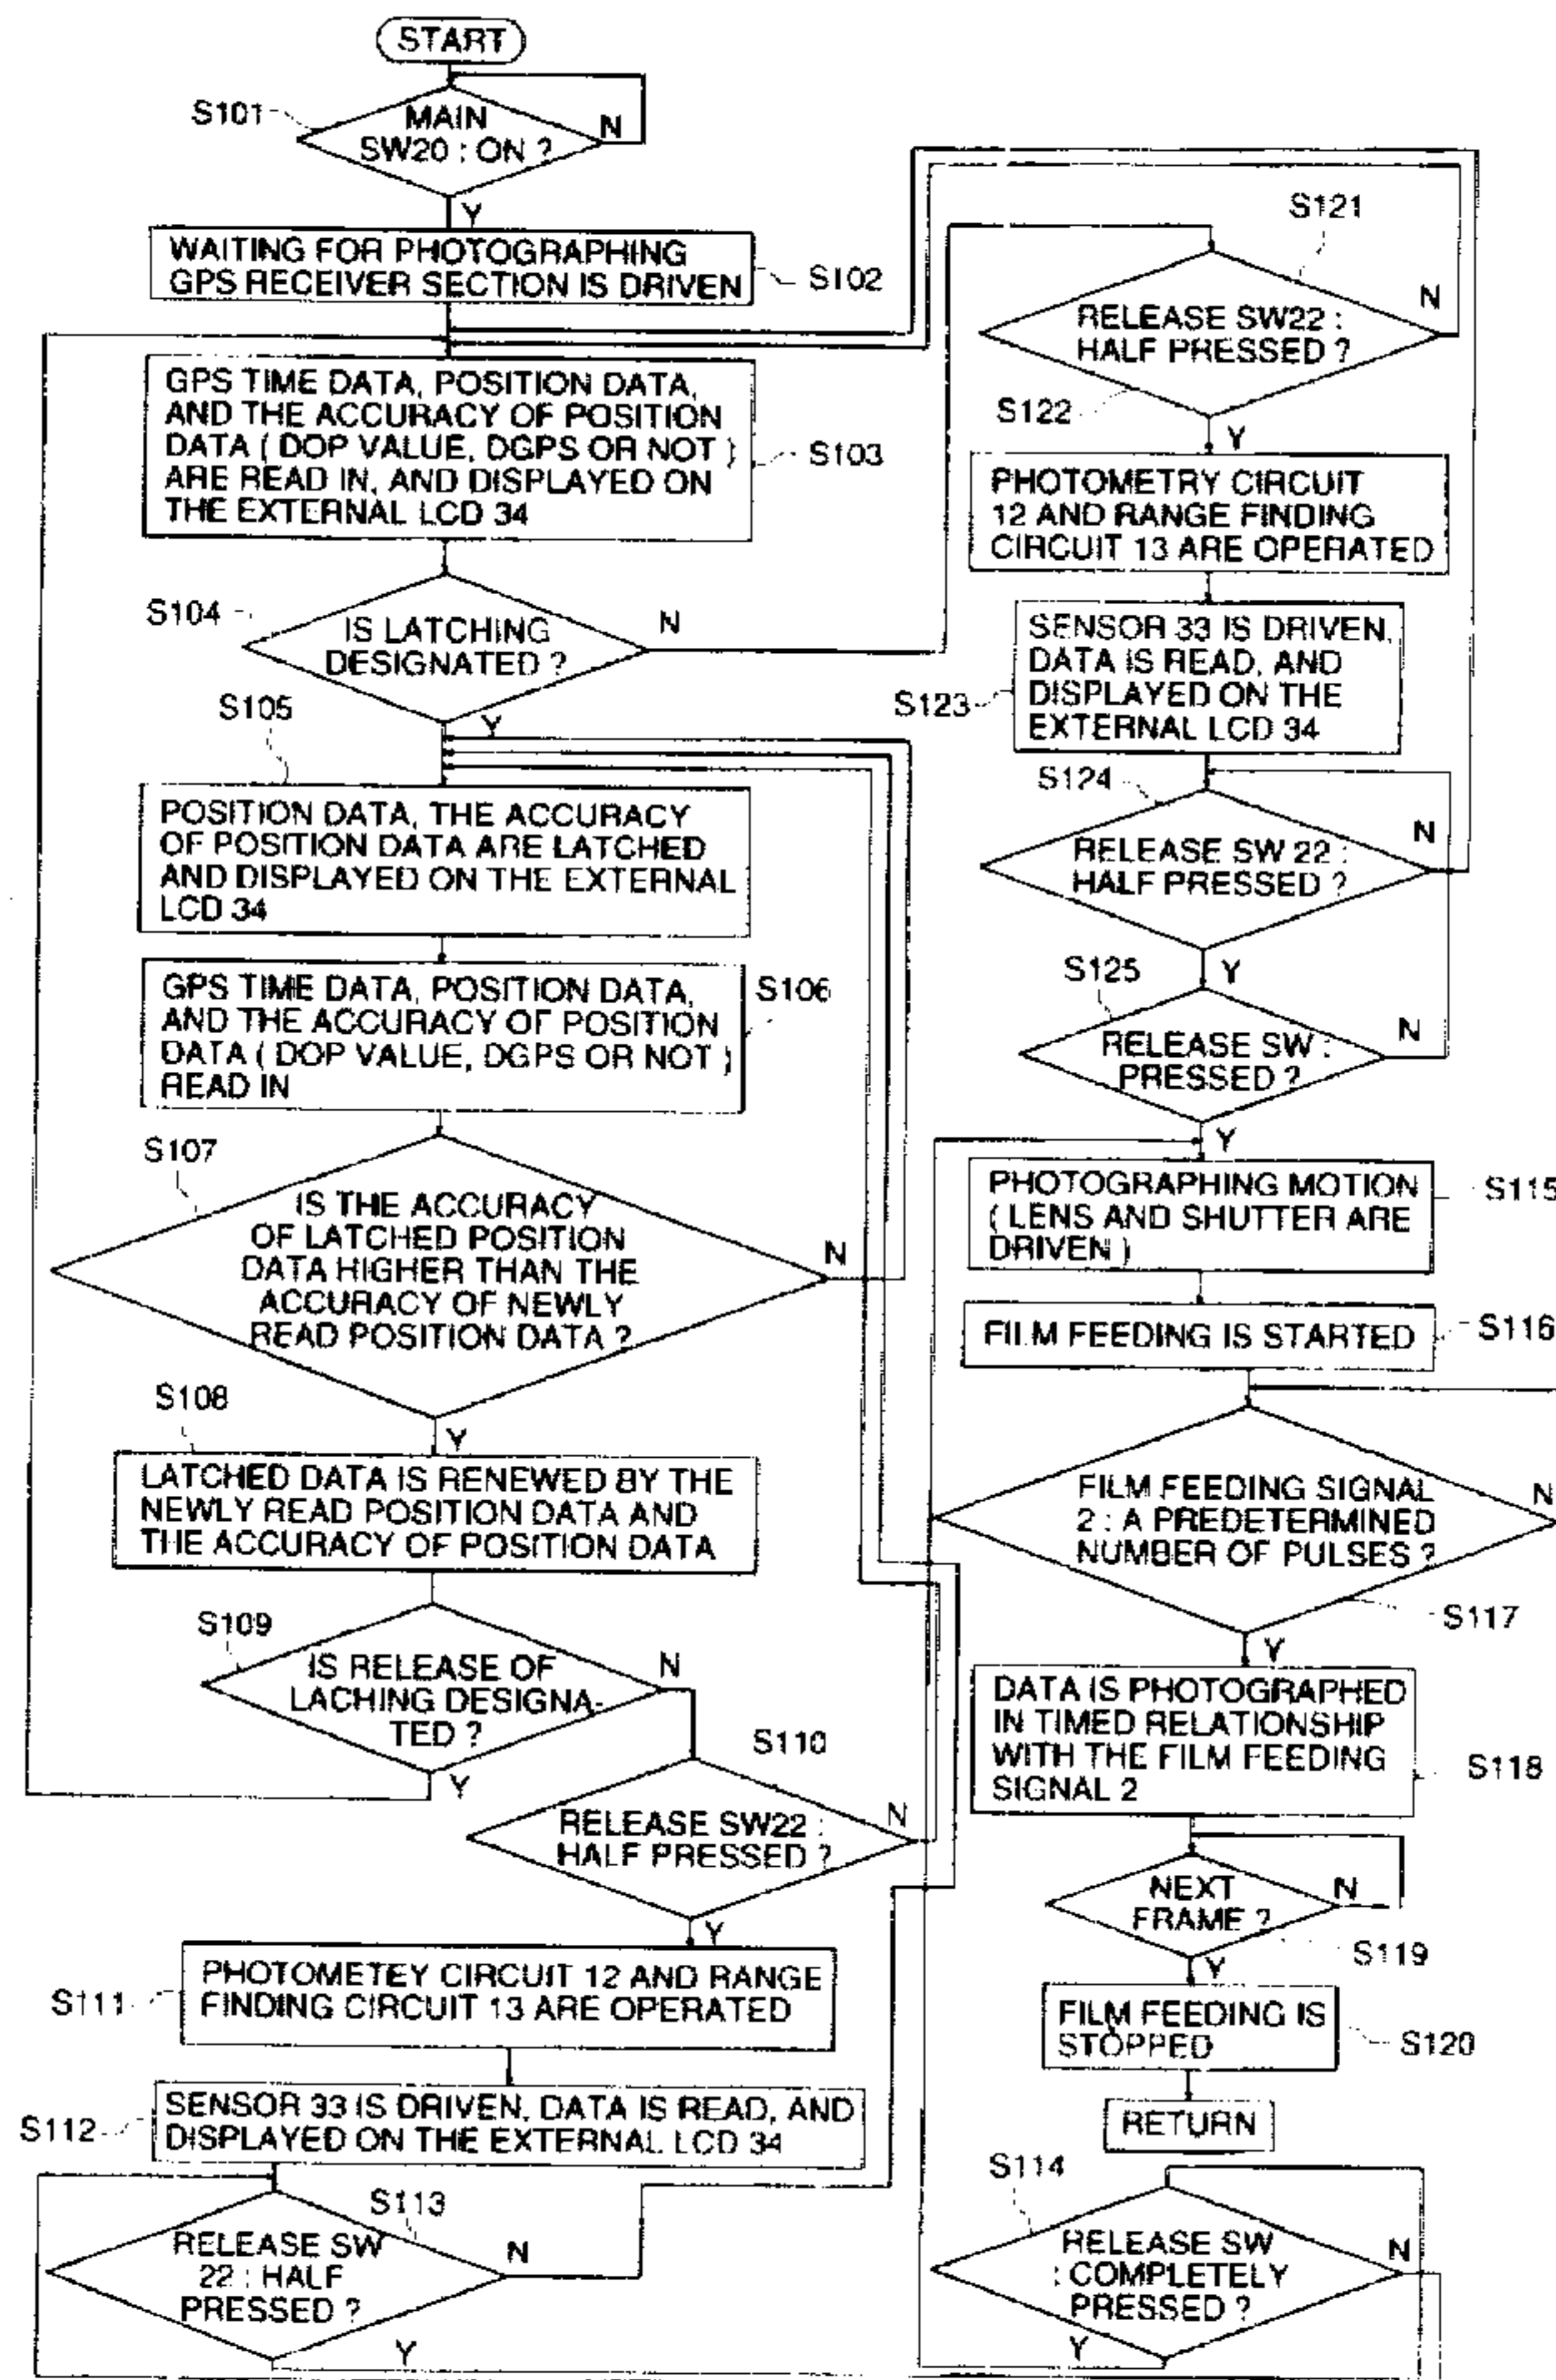 START
S101
MAIN
SW20 : ON ?
N
Y
WAITING FOR PHOTOGRAPHING
GPS RECEIVER SECTION IS DRIVEN
S102
GPS TIME DATA, POSITION DATA,
AND THE ACCURACY OF POSITION
DATA ( DOP VALUE, DGPS OR NOT )
ARE READ IN, AND DISPLAYED ON
THE EXTERNAL LCD 34
S103
S104
IS LATCHING
DESIGNATED ?
N
Y
S105
POSITION DATA, THE ACCURACY
OF POSITION DATA ARE LATCHED
AND DISPLAYED ON THE EXTERNAL
LCD 34
GPS TIME DATA, POSITION DATA,
AND THE ACCURACY OF POSITION
DATA ( DOP VALUE, DGPS OR NOT )
READ IN
S106
S107
IS THE ACCURACY
OF LATCHED POSITION
DATA HIGHER THAN THE
ACCURACY OF NEWLY
READ POSITION DATA ?
N
Y
S108
LATCHED DATA IS RENEWED BY THE
NEWLY READ POSITION DATA AND
THE ACCURACY OF POSITION DATA
S109
IS RELEASE OF
LACHING DESIGNA-
TED ?
N
Y
S110
RELEASE SW22 :
HALF PRESSED ?
N
Y
S111
PHOTOMETEY CIRCUIT 12 AND RANGE
FINDING CIRCUIT 13 ARE OPERATED
S112
SENSOR 33 IS DRIVEN, DATA IS READ, AND
DISPLAYED ON THE EXTERNAL LCD 34
S113
RELEASE SW
22 : HALF
PRESSED ?
N
Y
S121
RELEASE SW22 :
HALF PRESSED ?
N
S122
Y
PHOTOMETRY CIRCUIT
12 AND RANGE FINDING
CIRCUIT 13 ARE OPERATED
SENSOR 33 IS DRIVEN,
DATA IS READ, AND
DISPLAYED ON THE
EXTERNAL LCD 34
S123
S124
RELEASE SW 22 :
HALF PRESSED ?
N
Y
S125
RELEASE SW :
PRESSED ?
N
Y
PHOTOGRAPHING MOTION
( LENS AND SHUTTER ARE
DRIVEN )
S115
FILM FEEDING IS STARTED
S116
FILM FEEDING SIGNAL
2 : A PREDETERMINED
NUMBER OF PULSES ?
N
S117
Y
DATA IS PHOTOGRAPHED
IN TIMED RELATIONSHIP
WITH THE FILM FEEDING
SIGNAL 2
S118
NEXT
FRAME ?
N
S119
Y
FILM FEEDING IS
STOPPED
S120
RETURN
S114
RELEASE SW
: COMPLETELY
PRESSED ?
N
Y